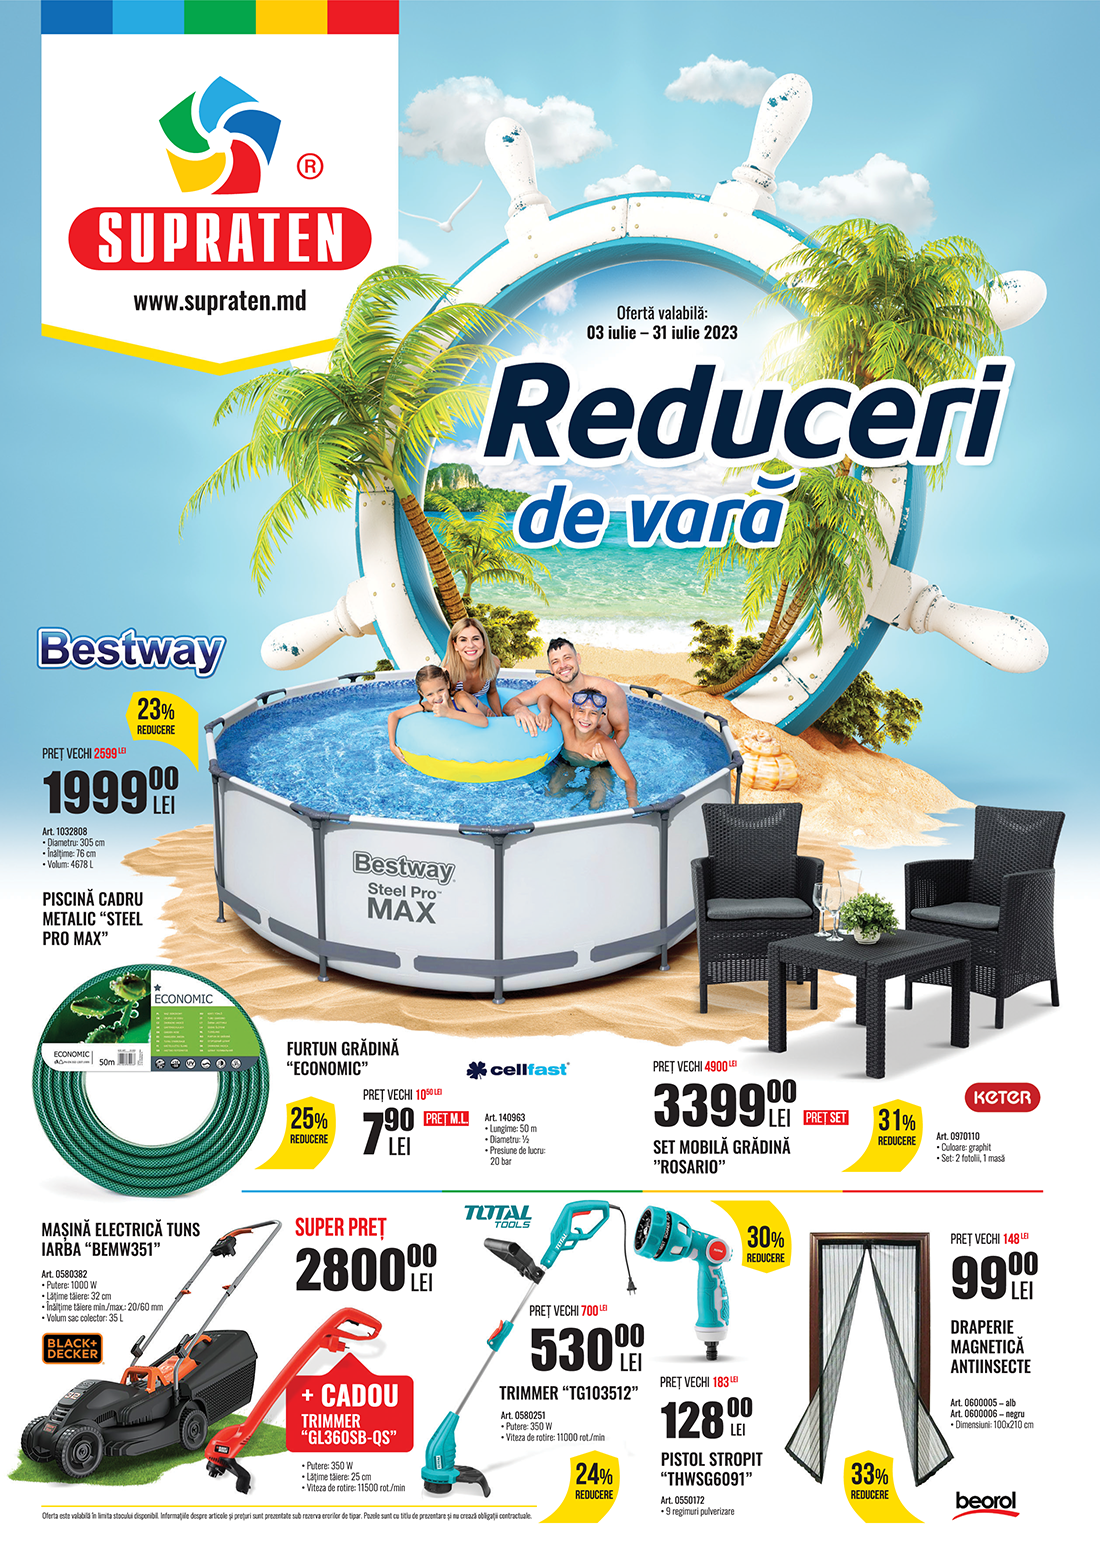 ®
SUPRATEN
www.supraten.md
Ofertă valabilă:
03 iulie – 31 iulie 2023
Reduceri
de vară
Bestway
23%
REDUCERE
PREȚ VECHI 2599 LEI
1999 00
LEI
Art. 1032808
• Diametru: 305 cm
• Înălțime: 76 cm
• Volum: 4678 L
PISCINĂ CADRU
METALIC “STEEL
PRO MAX”
Bestway
Steel Pro™
MAX
ECONOMIC
ECONOMIC
50m
FURTUN GRĂDINĂ
“ECONOMIC”
cellfast
25%
REDUCERE
PREȚ VECHI 10 50 LEI
7 90
LEI
PREȚ M.L.
Art. 140963
• Lungime: 50 m
• Diametru: ½
• Presiune de lucru:
20 bar
PREȚ VECHI 4900 LEI
3399 00
LEI
PREȚ SET
SET MOBILĂ GRĂDINĂ
”ROSARIO”
31%
REDUCERE
KETER
Art. 0970110
• Culoare: graphit
• Set: 2 fotolii, 1 masă
MAȘINĂ ELECTRICĂ TUNS
IARBA “BEMW351”
Art. 0580382
• Putere: 1000 W
• Lățime tăiere: 32 cm
• Înălțime tăiere min./max.: 20/60 mm
• Volum sac colector: 35 L
BLACK+
DECKER
SUPER PREȚ
2800 00
LEI
+ CADOU
TRIMMER
“GL360SB-QS”
• Putere: 350 W
• Lățime tăiere: 25 cm
• Viteza de rotire: 11500 rot./min
TOTAL
TOOLS
TOTAL
PREȚ VECHI 700 LEI
530 00
LEI
TRIMMER “TG103512”
Art. 0580251
• Putere: 350 W
• Viteza de rotire: 11000 rot./min
24%
REDUCERE
30%
REDUCERE
PREȚ VECHI 183 LEI
128 00
LEI
PISTOL STROPIT
“THWSG6091”
Art. 0550172
• 9 regimuri pulverizare
PREȚ VECHI 148 LEI
99 00
LEI
DRAPERIE
MAGNETICĂ
ANTIINSECTE
Art. 0600005 – alb
Art. 0600006 – negru
• Dimensiuni: 100x210 cm
33%
REDUCERE
beorol
Oferta este valabilă în limita stocului disponibil. Informațiile despre articole și prețuri sunt prezentate sub rezerva erorilor de tipar. Pozele sunt cu titlu de prezentare și nu crează obligații contractuale.